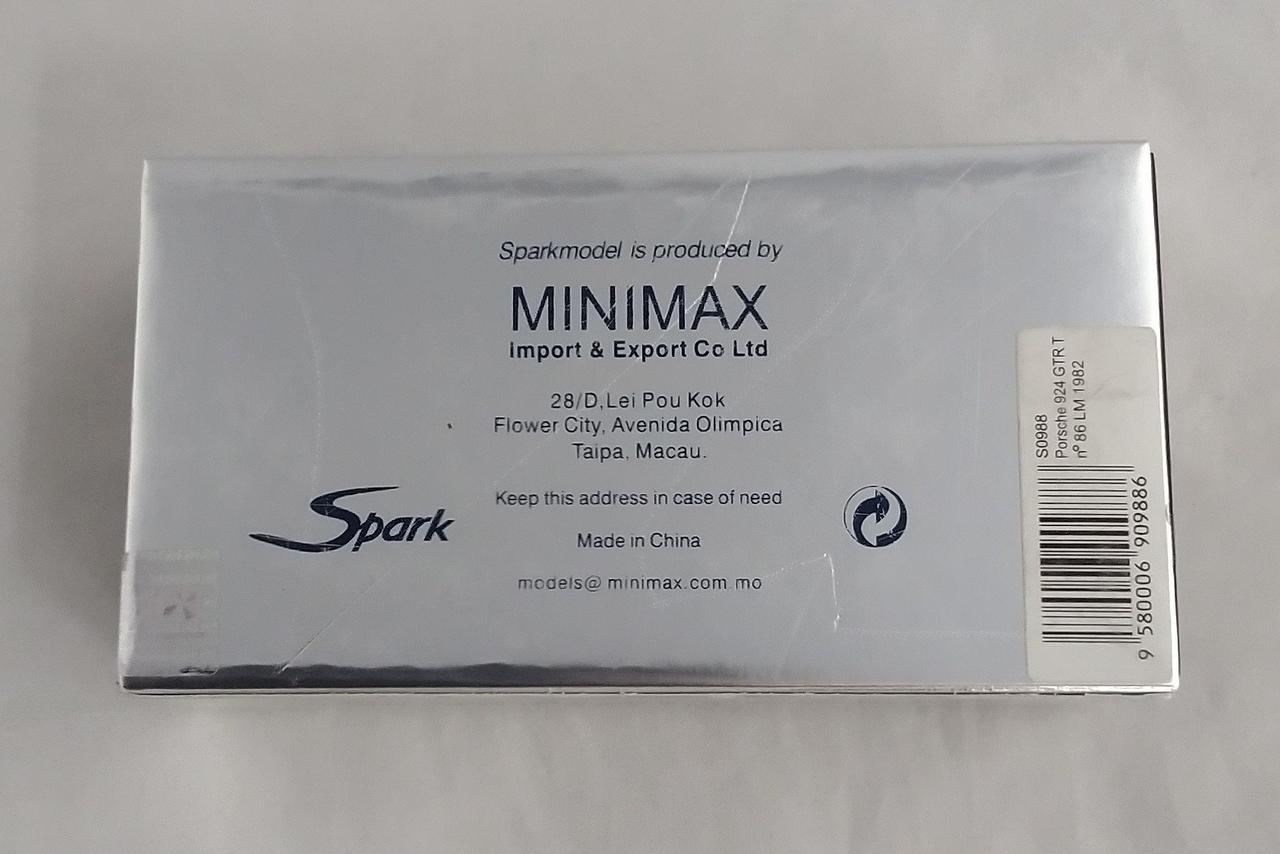 Sparkmodel is produced by
MINIMAX
Import & Export Co Ltd
28/D, Lei Pou Kok
Flower City, Avenida Olimpica
Taipa, Macau.
Keep this address in case of need
Spark
Made in China
models@minimax.com.mo
S0988
Porsche 924 GTR T
nº 86 LM 1982
9 580006 909886